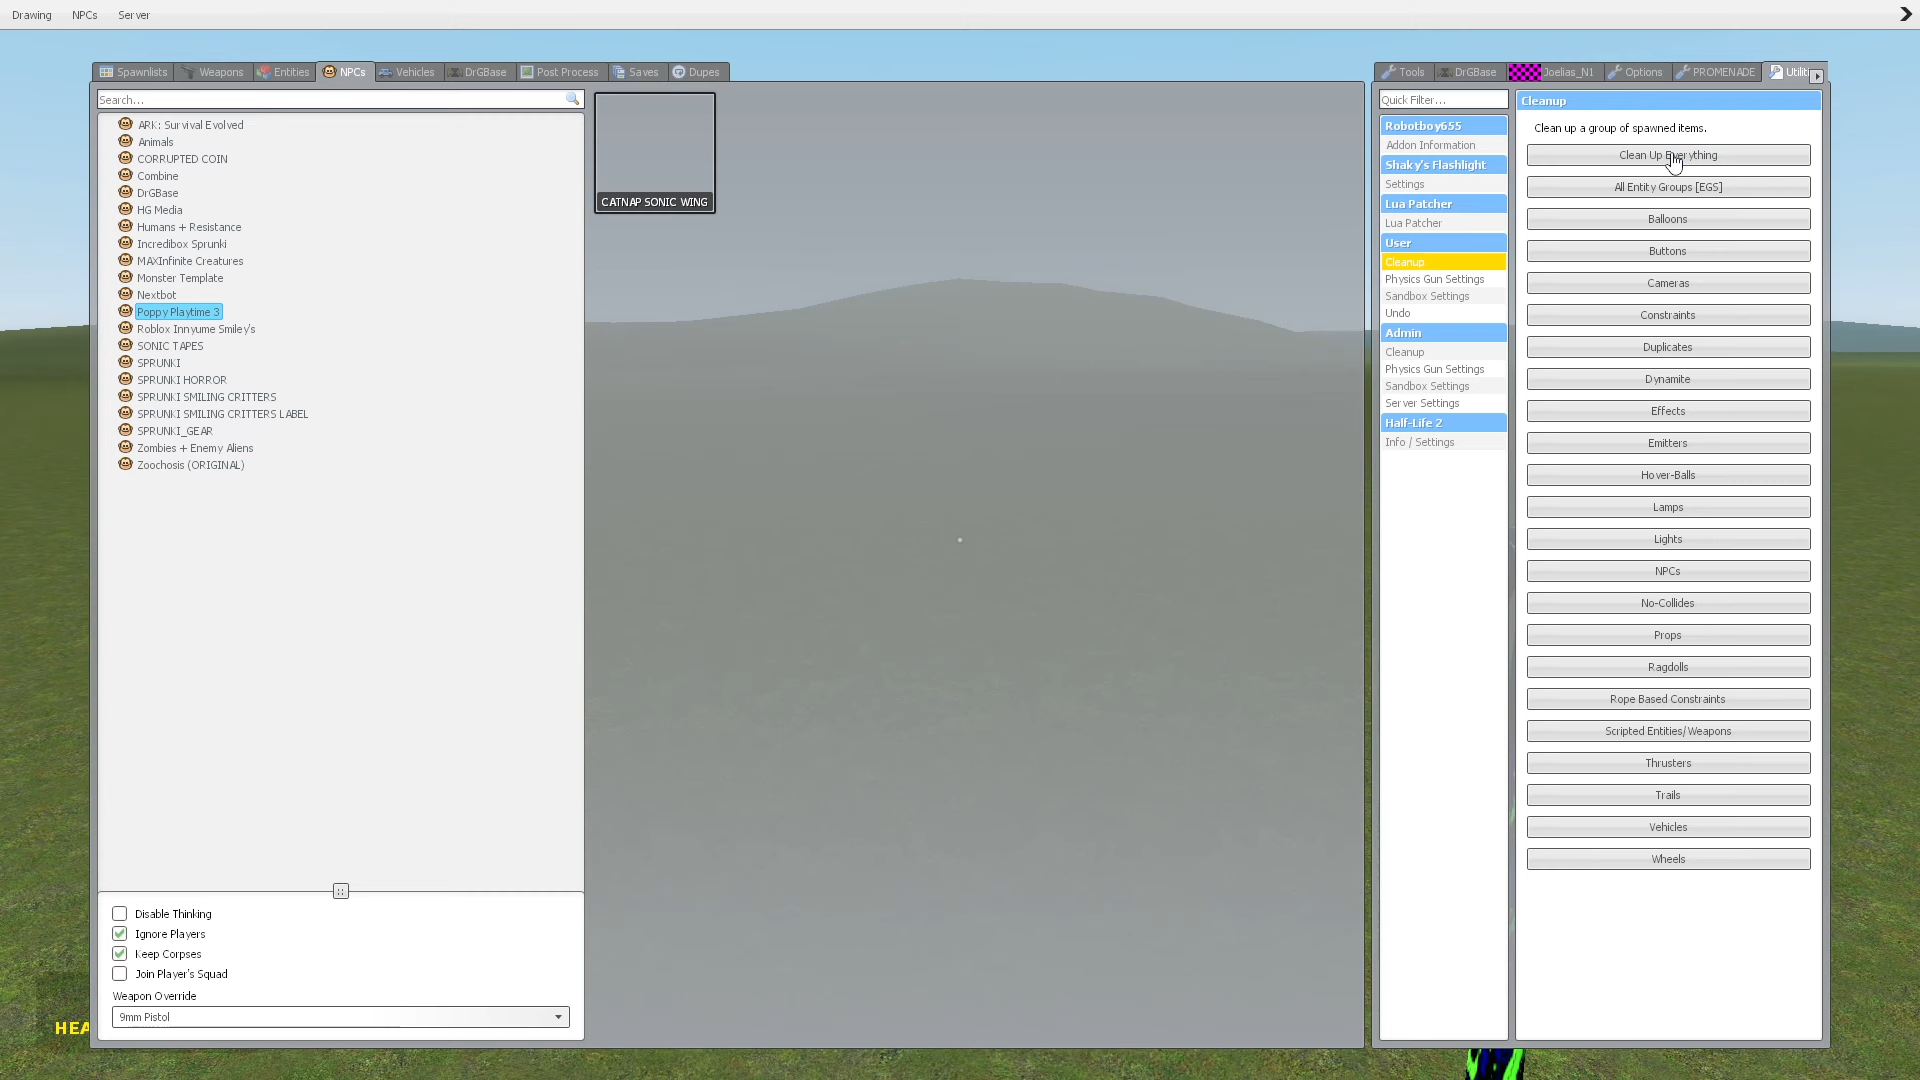 Drawing NPCs Server
Spawnlists Weapons Entities NPCs Vehicles DrGBase Post Process Saves Dupes
Search...
ARK: Survival Evolved
Animals
CORRUPTED COIN
Combine
DrGBase
HG Media
Humans + Resistance
Incredibox Sprunki
MAXInfinite Creatures
Monster Template
Nextbot
Poppy Playtime 3
Roblox Innyume Smiley's
SONIC TAPES
SPRUNKI
SPRUNKI HORROR
SPRUNKI SMILING CRITTERS
SPRUNKI SMILING CRITTERS LABEL
SPRUNKI_GEAR
Zombies + Enemy Aliens
Zoochosis (ORIGINAL)
Disable Thinking
Ignore Players
Keep Corpses
Join Player's Squad
Weapon Override
9mm Pistol
HEA
CATNAP SONIC WING
Tools DrGBase Joelias_N1 Options PROMENADE Utiliti
Quick Filter...
Robotboy655
Addon Information
Shaky's Flashlight
Settings
Lua Patcher
Lua Patcher
User
Cleanup
Physics Gun Settings
Sandbox Settings
Undo
Admin
Cleanup
Physics Gun Settings
Sandbox Settings
Server Settings
Half-Life 2
Info / Settings
Cleanup
Clean up a group of spawned items.
Clean Up Everything
All Entity Groups [EGS]
Balloons
Buttons
Cameras
Constraints
Duplicates
Dynamite
Effects
Emitters
Hover-Balls
Lamps
Lights
NPCs
No-Collides
Props
Ragdolls
Rope Based Constraints
Scripted Entities/Weapons
Thrusters
Trails
Vehicles
Wheels